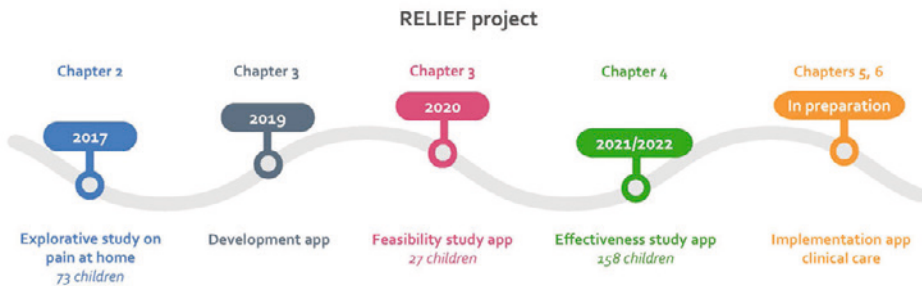 RELIEF project
Chapter 2
Chapter 3
Chapter 3
Chapter 4
Chapters 5, 6
2017
2019
2020
2021/2022
In preparation
Explorative study on
pain at home
73 children
Development app
Feasibility study app
27 children
Effectiveness study app
158 children
Implementation app
clinical care